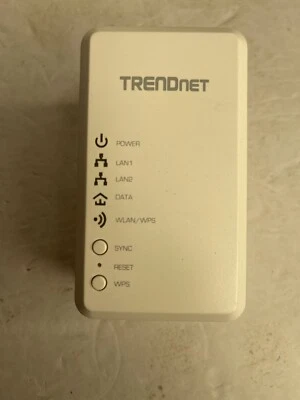 TRENDNET
POWER
LAN1
LAN2
DATA
WLAN/WPS
SYNC
RESET
WPS